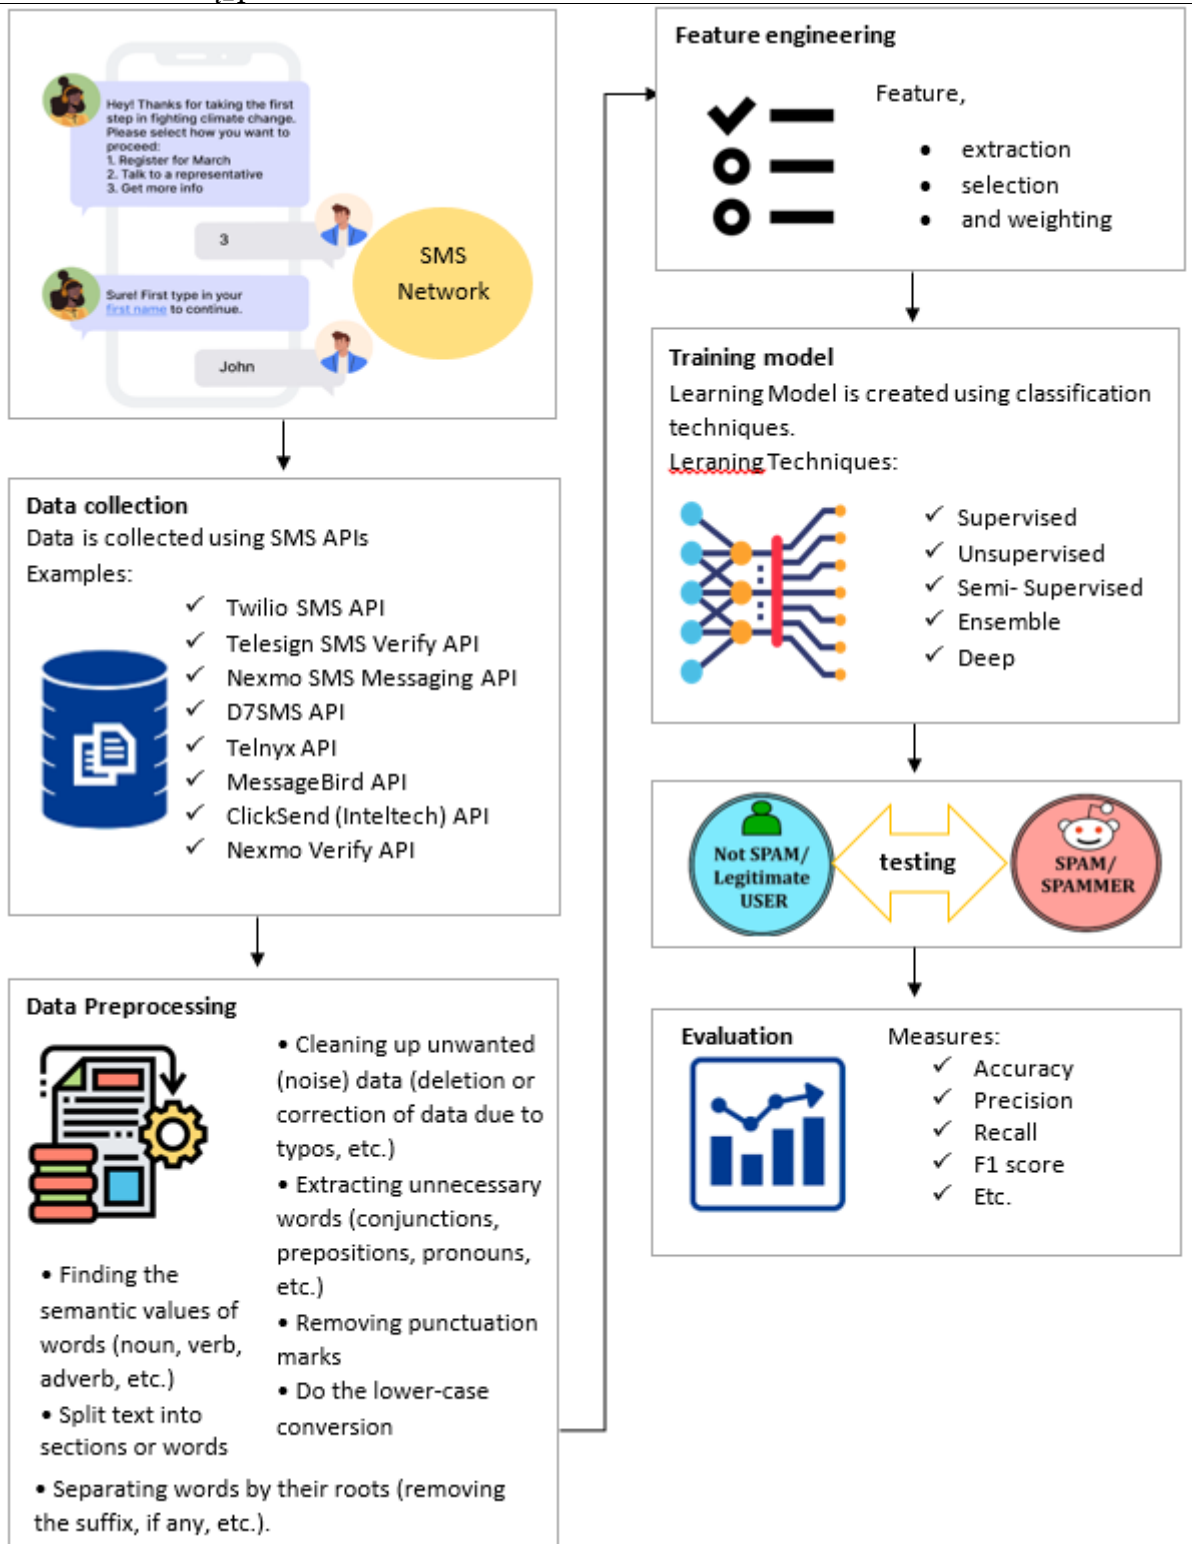 Hey! Thanks for taking the first
step in fighting climate change.
Please select how you want to
proceed:
1. Register for March
2. Talk to a representative
3. Get more info
3
SMS
Network
Sure! First type in your
first name to continue.
John
Data collection
Data is collected using SMS APIs
Examples:
✓ Twilio SMS API
✓ Telesign SMS Verify API
✓ Nexmo SMS Messaging API
✓ D7SMS API
✓ Telnyx API
✓ MessageBird API
✓ ClickSend (Inteltech) API
✓ Nexmo Verify API
Data Preprocessing
• Cleaning up unwanted
(noise) data (deletion or
correction of data due to
typos, etc.)
• Extracting unnecessary
words (conjunctions,
prepositions, pronouns,
etc.)
• Removing punctuation
marks
• Do the lower-case
conversion
• Finding the
semantic values of
words (noun, verb,
adverb, etc.)
• Split text into
sections or words
• Separating words by their roots (removing
the suffix, if any, etc.).
Feature engineering
Feature,
• extraction
• selection
• and weighting
Training model
Learning Model is created using classification
techniques.
Leraning Techniques:
✓ Supervised
✓ Unsupervised
✓ Semi- Supervised
✓ Ensemble
✓ Deep
Not SPAM/
Legitimate
USER
testing
SPAM/
SPAMMER
Evaluation
Measures:
✓ Accuracy
✓ Precision
✓ Recall
✓ F1 score
✓ Etc.